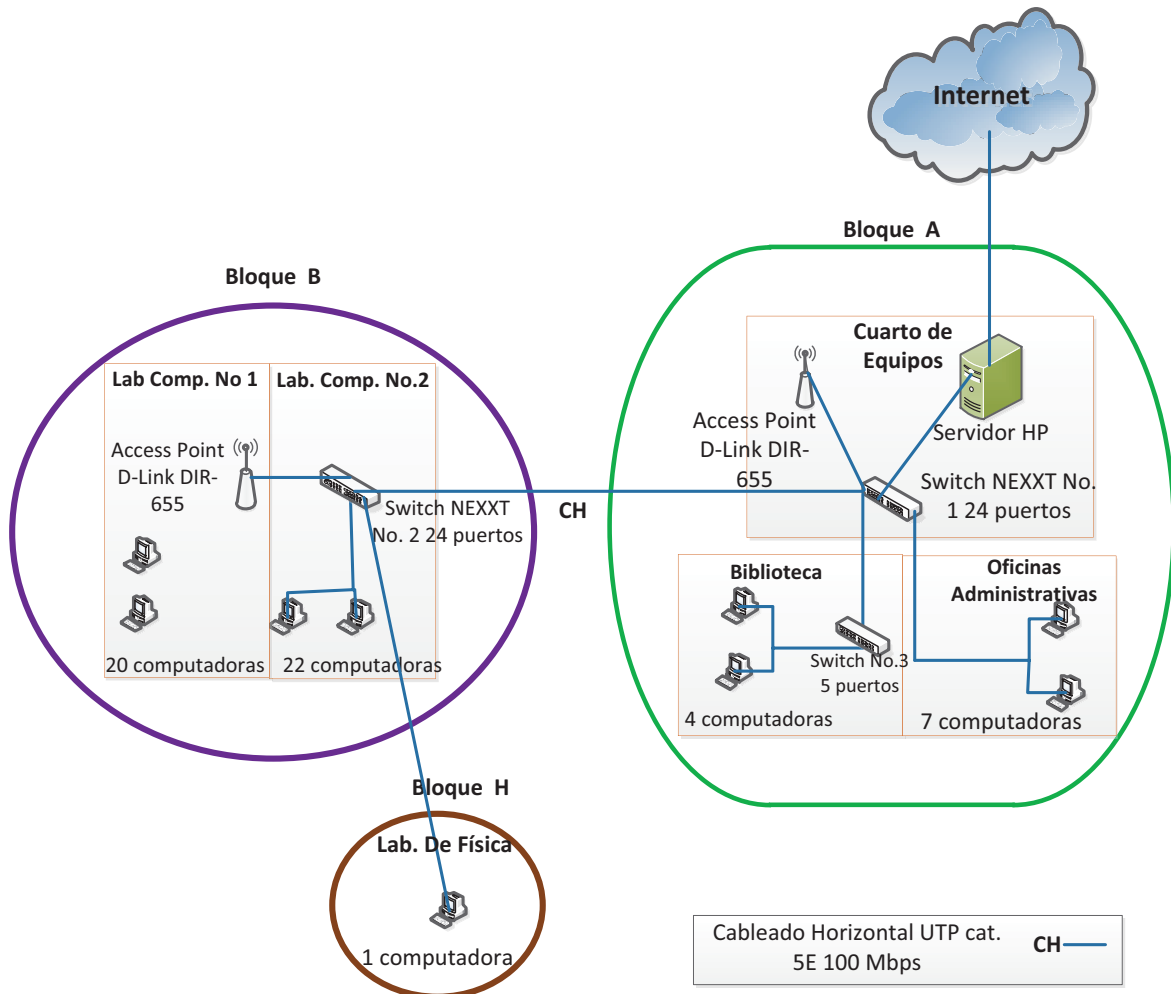 Internet
Bloque A
Bloque B
Cuarto de
Equipos
Lab Comp. No 1
Lab. Comp. No.2
Access Point
D-Link DIR-
655
Servidor HP
Access Point
D-Link DIR-
655
Switch NEXXT No.
1 24 puertos
CH
Switch NEXXT
No. 2 24 puertos
Biblioteca
Oficinas
Administrativas
20 computadoras
22 computadoras
Switch No.3
5 puertos
4 computadoras
7 computadoras
Bloque H
Lab. De Física
1 computadora
Cableado Horizontal UTP cat.
5E 100 Mbps
CH